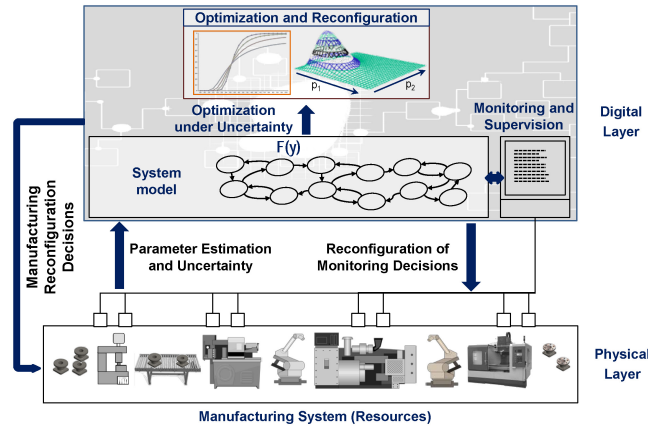 Optimization and Reconfiguration
p1
p2
Optimization
under Uncertainty
F(y)
System
model
Monitoring and
Supervision
Digital
Layer
Manufacturing
Reconfiguration
Decisions
Parameter Estimation
and Uncertainty
Reconfiguration of
Monitoring Decisions
Physical
Layer
Manufacturing System (Resources)